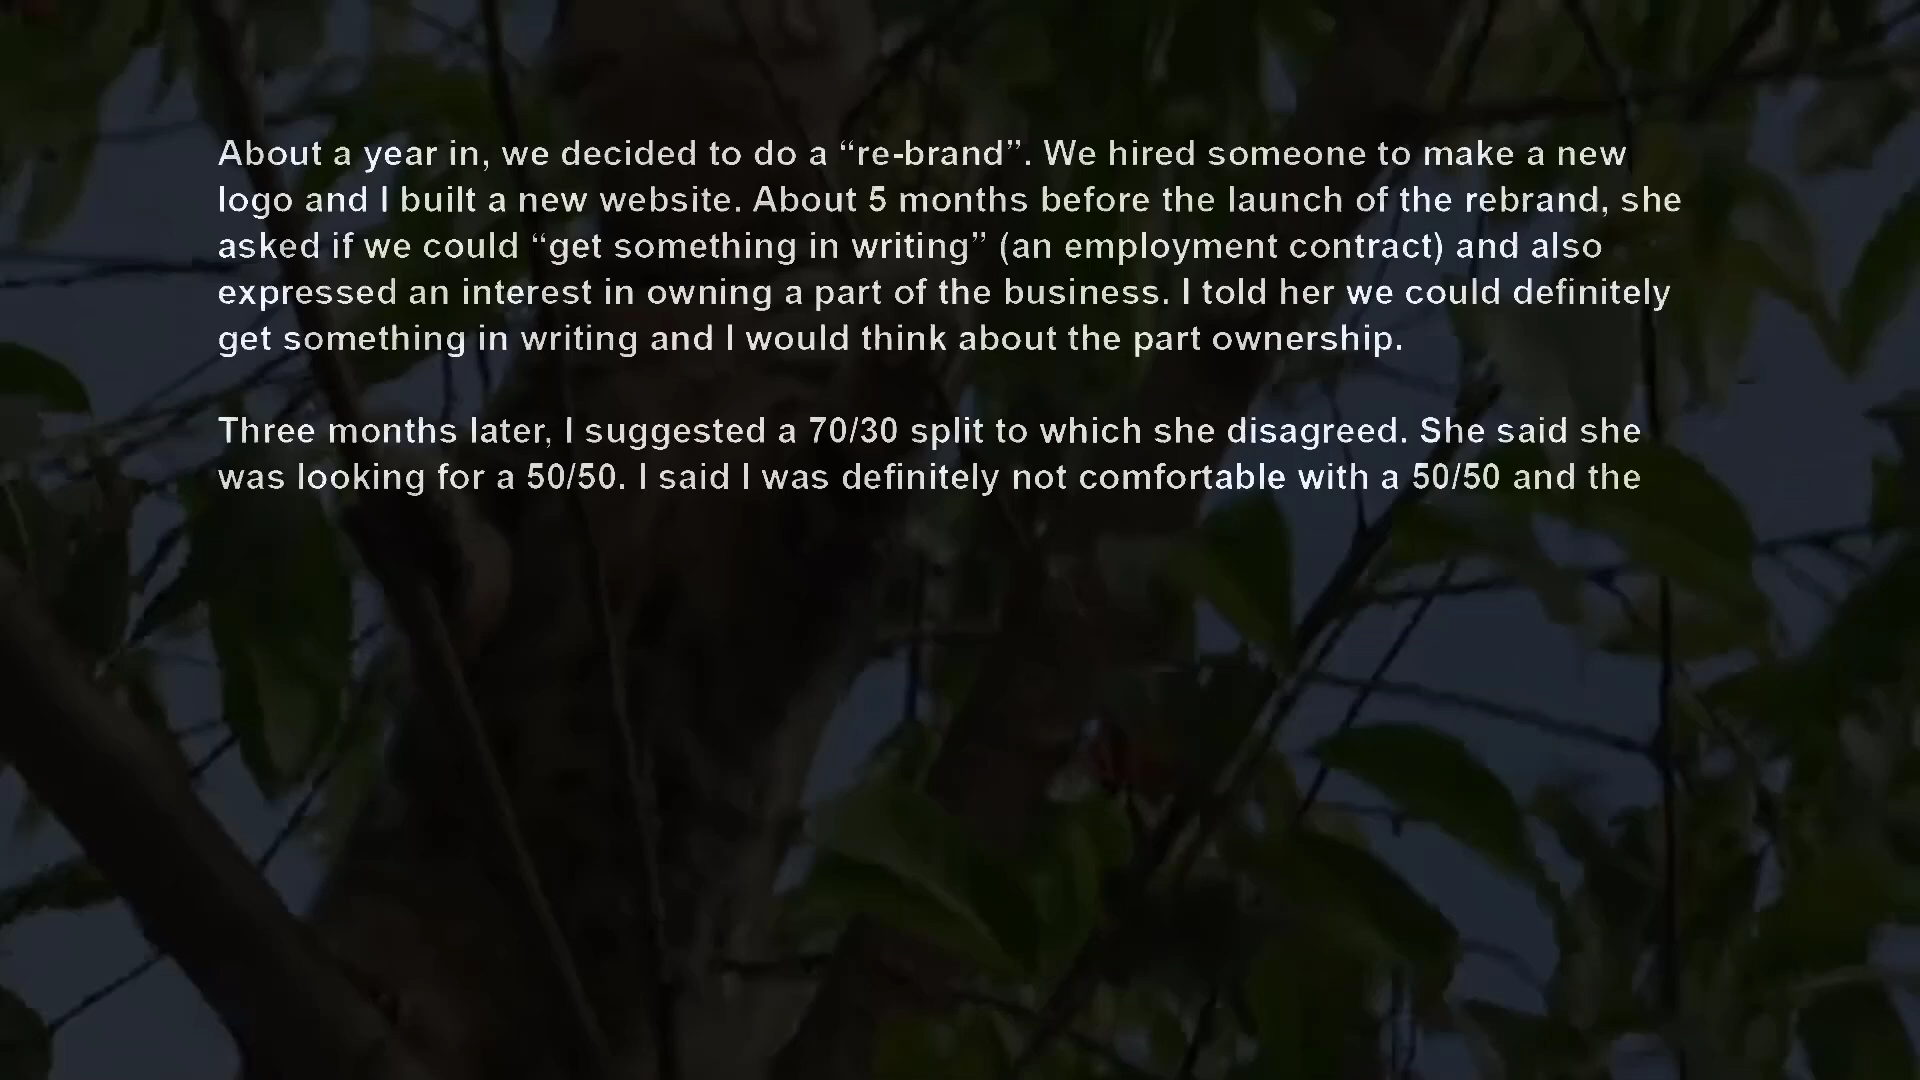 About a year in, we decided to do a “re-brand”. We hired someone to make a new
logo and I built a new website. About 5 months before the launch of the rebrand, she
asked if we could “get something in writing” (an employment contract) and also
expressed an interest in owning a part of the business. I told her we could definitely
get something in writing and I would think about the part ownership.
Three months later, I suggested a 70/30 split to which she disagreed. She said she
was looking for a 50/50. I said I was definitely not comfortable with a 50/50 and the